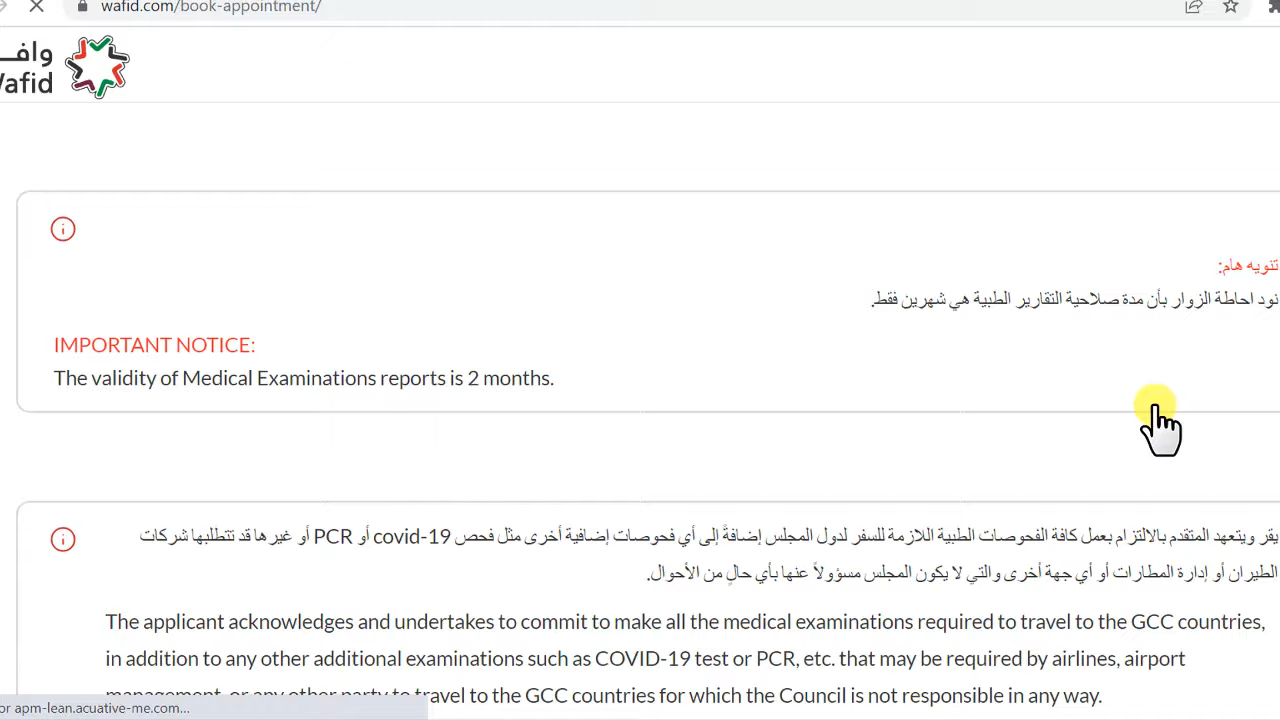 wafid.com/book-appointment/
تنويه هام:
نود احاطة الزوار بأن مدة صلاحية التقارير الطبية هي شهرين فقط.
IMPORTANT NOTICE:
The validity of Medical Examinations reports is 2 months.
يقر ويتعهد المتقدم بالالتزام بعمل كافة الفحوصات الطبية اللازمة للسفر لدول المجلس إضافةً إلى أي فحوصات إضافية أخرى مثل فحص covid-19 أو PCR أو غيرها قد تتطلبها شركات
الطيران أو إدارة المطارات أو أي جهة أخرى والتي لا يكون المجلس مسؤولاً عنها بأي حالٍ من الأحوال.
The applicant acknowledges and undertakes to commit to make all the medical examinations required to travel to the GCC countries,
in addition to any other additional examinations such as COVID-19 test or PCR, etc. that may be required by airlines, airport
management, or any other party to travel to the GCC countries for which the Council is not responsible in any way.
or apm-lean.acuative-me.com...